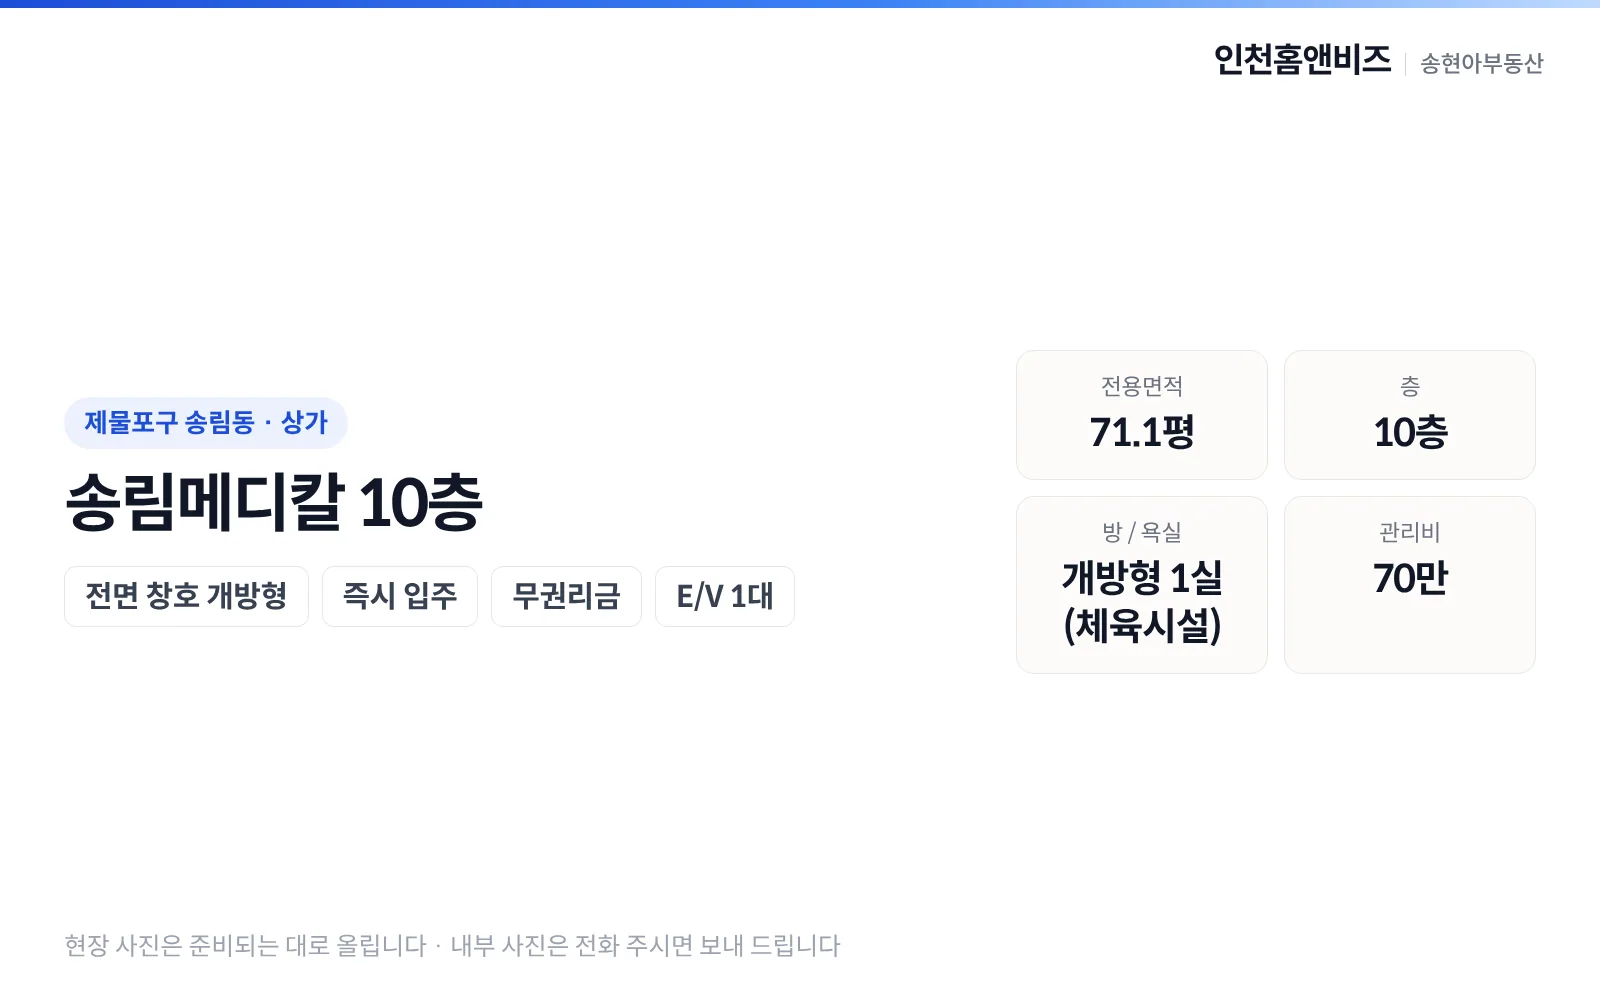 인천홈앤비즈 송현아부동산
제물포구 송림동 · 상가
송림메디칼 10층
전면 창호 개방형 즉시 입주 무권리금 E/V 1대
전용면적
71.1평
층
10층
방 / 욕실
개방형 1실
(체육시설)
관리비
70만
현장 사진은 준비되는 대로 올립니다 · 내부 사진은 전화 주시면 보내 드립니다